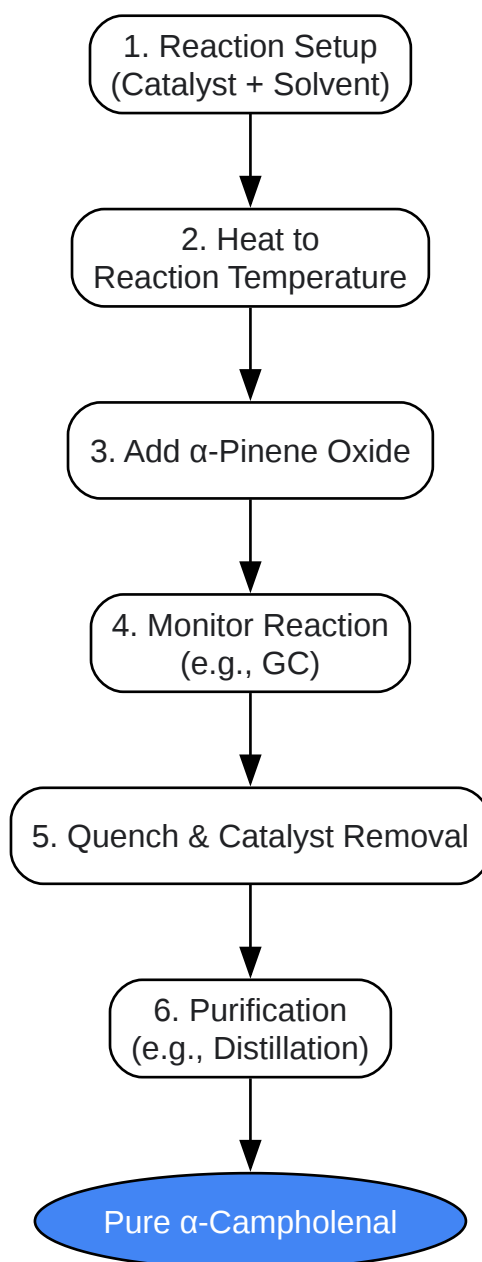 1. Reaction Setup
(Catalyst + Solvent)
2. Heat to
Reaction Temperature
3. Add α-Pinene Oxide
4. Monitor Reaction
(e.g., GC)
5. Quench & Catalyst Removal
6. Purification
(e.g., Distillation)
Pure α-Campholenal